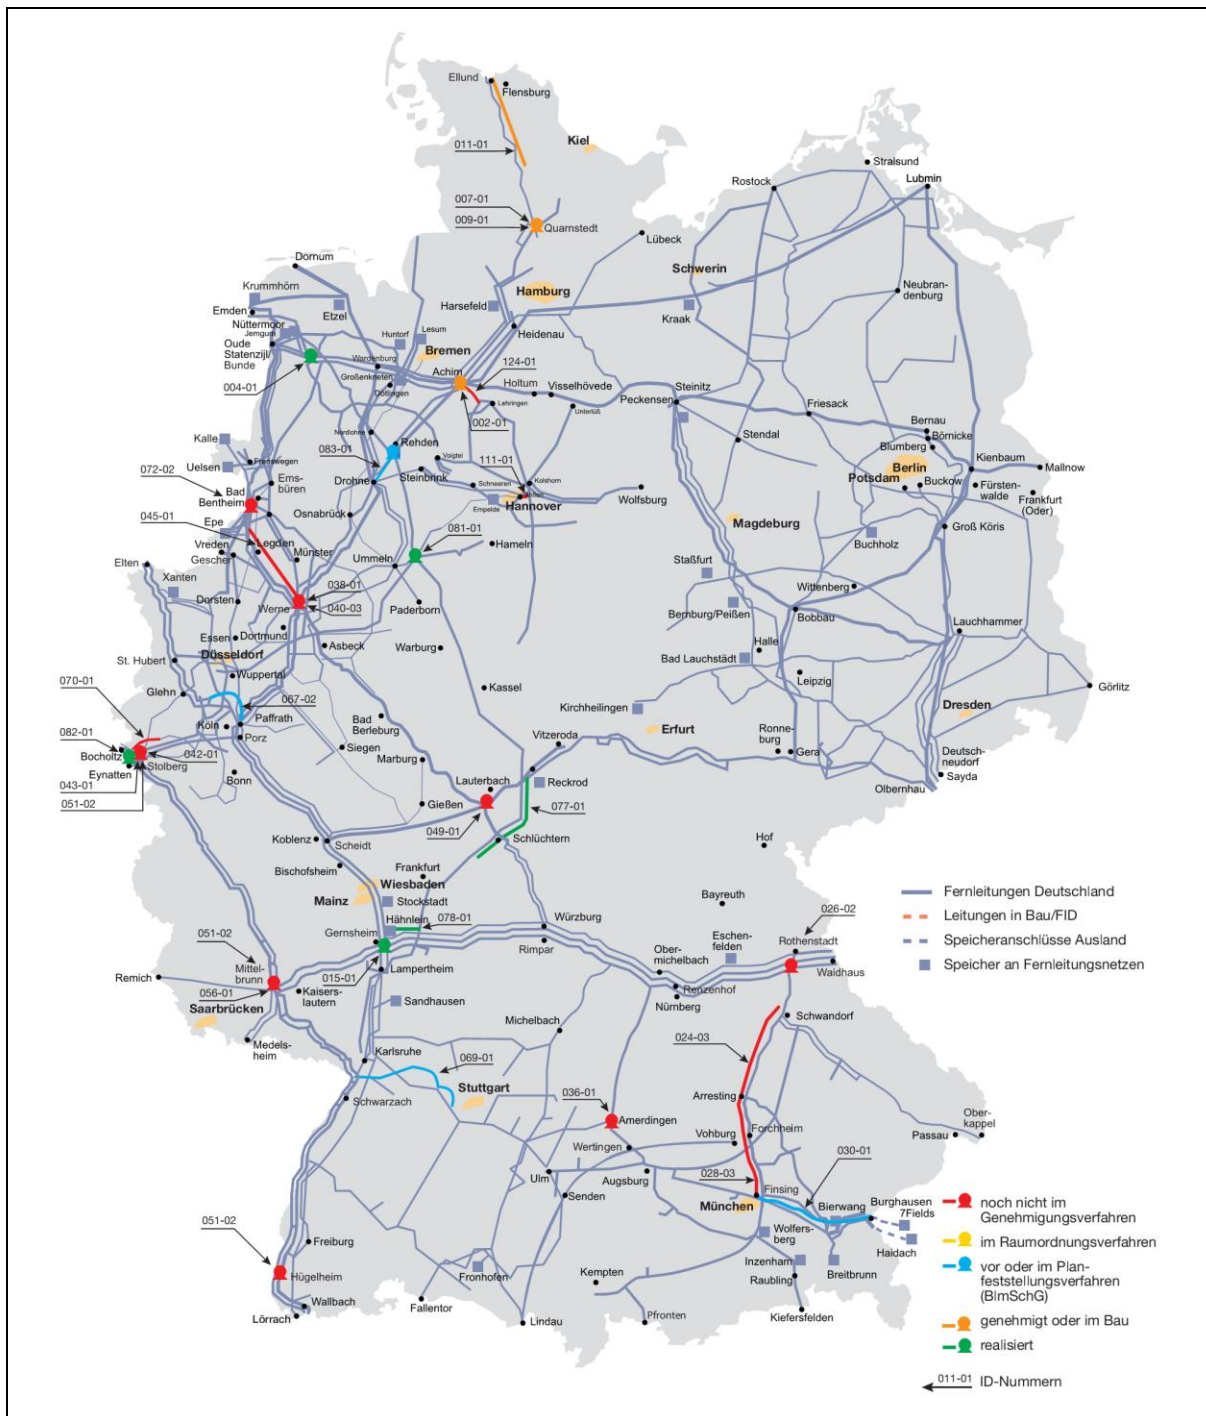 Ellund
Flensburg
Kiel
011-01
Stralsund
Rostock
Lubmin
007-01
009-01
Quarnstedt
Lübeck
Dornum
Schwerin
Krummhörn
Hamburg
Neubran-
denburg
Emden
Etzel
Harsefeld
Kraak
Nüttermoor
Jemgum
Huntorf
Lesum
Heidenau
Oude
Statenzijl/
Bunde
Bremen
Wardenburg
Achim
124-01
004-01
Großenkneten
Dötlingen
Holtum
Visselhövede
Steinitz
Lehringen
Peckensen
Friesack
Unterlüß
002-01
Bernau
Börnicke
Nordlohne
Rehden
Stendal
Blumberg
Kalle
083-01
Voigtei
111-01
Kienbaum
Frenswegen
Berlin
Mallnow
072-02
Uelsen
Ems-
büren
Drohne
Steinbrink
Schneeren
Kolshorn
Potsdam
Buckow
Fürsten-
walde
Bad
Bentheim
Ahlten
Wolfsburg
Frankfurt
(Oder)
Empelde
Hannover
045-01
Osnabrück
Magdeburg
Groß Köris
Epe
081-01
Vreden
Legden
Hameln
Buchholz
Gescher
Münster
Ummeln
Staßfurt
Elten
Xanten
038-01
Wittenberg
Dorsten
Werne
040-03
Paderborn
Bernburg/Peißen
Bobbau
Lauchhammer
Essen
Dortmund
Asbeck
Warburg
Halle
St. Hubert
Düsseldorf
Bad Lauchstädt
Wuppertal
070-01
Glehn
067-02
Kassel
Leipzig
Görlitz
Kirchheilingen
Dresden
082-01
Köln
Paffrath
Bad
Berleburg
Erfurt
Ronne-
burg
Bocholtz
042-01
Porz
Siegen
Vitzeroda
Gera
Deutsch-
neudorf
Stolberg
Eynatten
Marburg
Sayda
Bonn
Reckrod
Olbernhau
043-01
Lauterbach
051-02
Gießen
077-01
049-01
Koblenz
Scheidt
Schlüchtern
Hof
Bischofsheim
Frankfurt
Wiesbaden
Mainz
Stockstadt
Bayreuth
Hähnlein
078-01
Würzburg
026-02
Gernsheim
Eschen-
felden
Rothenstadt
051-02
Rimpar
Ober-
michelbach
Waidhaus
Mittel-
brunn
Lampertheim
Remich
015-01
Renzenhof
056-01
Kaisers-
lautern
Sandhausen
Nürnberg
Saarbrücken
Michelbach
Schwandorf
Medels-
heim
Karlsruhe
024-03
069-01
Stuttgart
036-01
Schwarzach
Arresting
Amerdingen
Ober-
kappel
Passau
Vohburg
Forchheim
Wertingen
030-01
Ulm
Augsburg
028-03
Finsing
Senden
München
Bierwang
Burghausen
7Fields
051-02
Wolfers-
berg
Haidach
Freiburg
Inzenham
Hügelheim
Fronhofen
Kempten
Raubling
Breitbrunn
Wallbach
Lörrach
Fallentor
Lindau
Pfronten
Kiefersfelden
Fernleitungen Deutschland
Leitungen in Bau/FID
Speicheranschlüsse Ausland
Speicher an Fernleitungsnetzen
noch nicht im
Genehmigungsverfahren
im Raumordnungsverfahren
vor oder im Plan-
feststellungsverfahren
(BImSchG)
genehmigt oder im Bau
realisiert
011-01 ID-Nummern